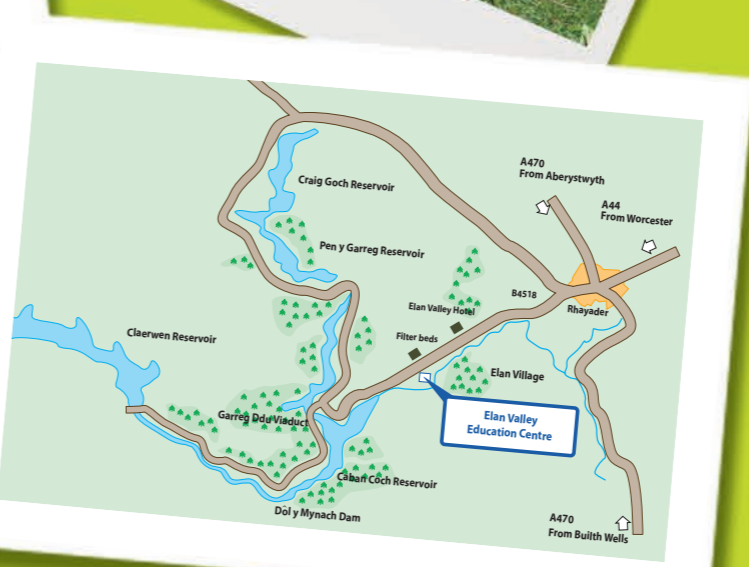 A470
From Aberystwyth
A44
From Worcester
Craig Goch Reservoir
Pen y Garreg Reservoir
B4518
Elan Valley Hotel
Rhayader
Claerwen Reservoir
Filter beds
Elan Village
Garreg Ddu Viaduct
Elan Valley
Education Centre
Caban Coch Reservoir
Dol y Mynach Dam
A470
From Builth Wells